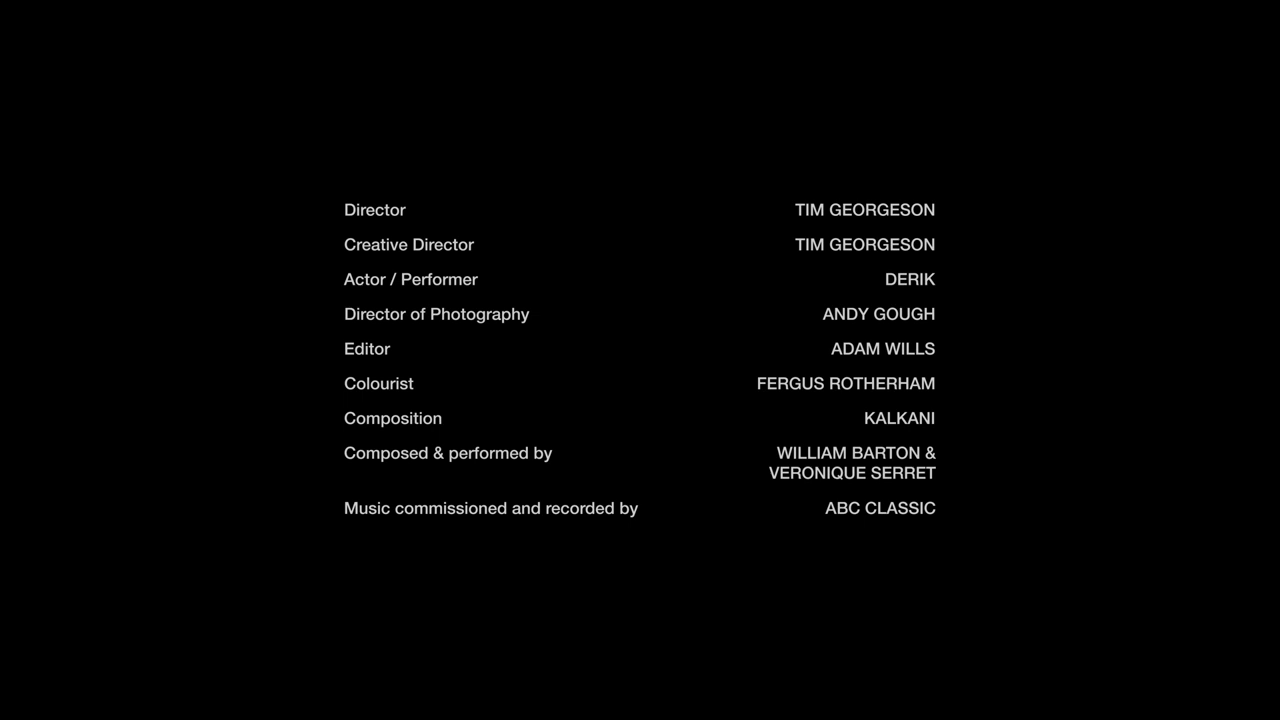 Director TIM GEORGESON
Creative Director TIM GEORGESON
Actor / Performer DERIK
Director of Photography ANDY GOUGH
Editor ADAM WILLS
Colourist FERGUS ROTHERHAM
Composition KALKANI
Composed & performed by WILLIAM BARTON &
VERONIQUE SERRET
Music commissioned and recorded by ABC CLASSIC